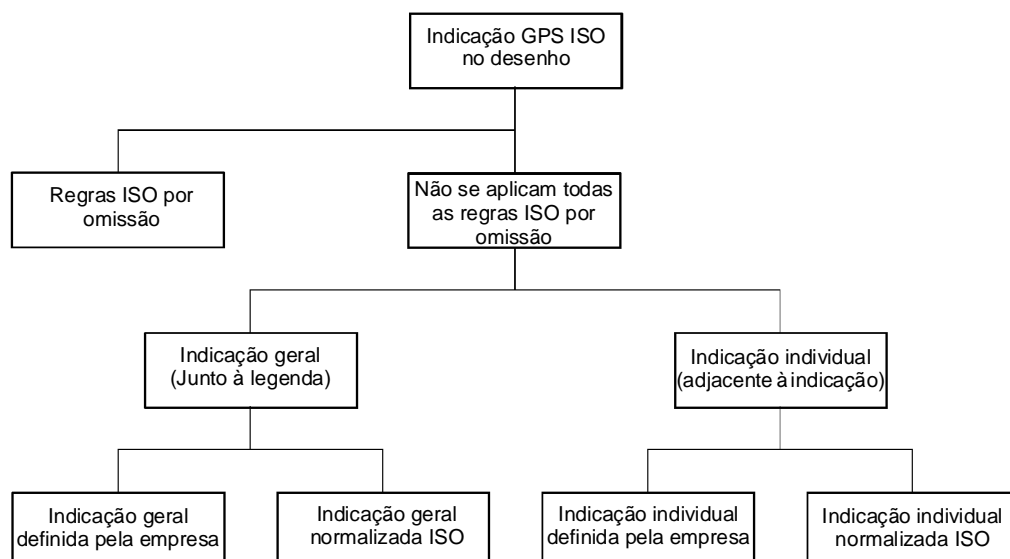 Indicação GPS ISO
no desenho
Regras ISO por
omissão
Não se aplicam todas
as regras ISO por
omissão
Indicação geral
(Junto à legenda)
Indicação individual
(adjacente à indicação)
Indicação geral
definida pela empresa
Indicação geral
normalizada ISO
Indicação individual
definida pela empresa
Indicação individual
normalizada ISO